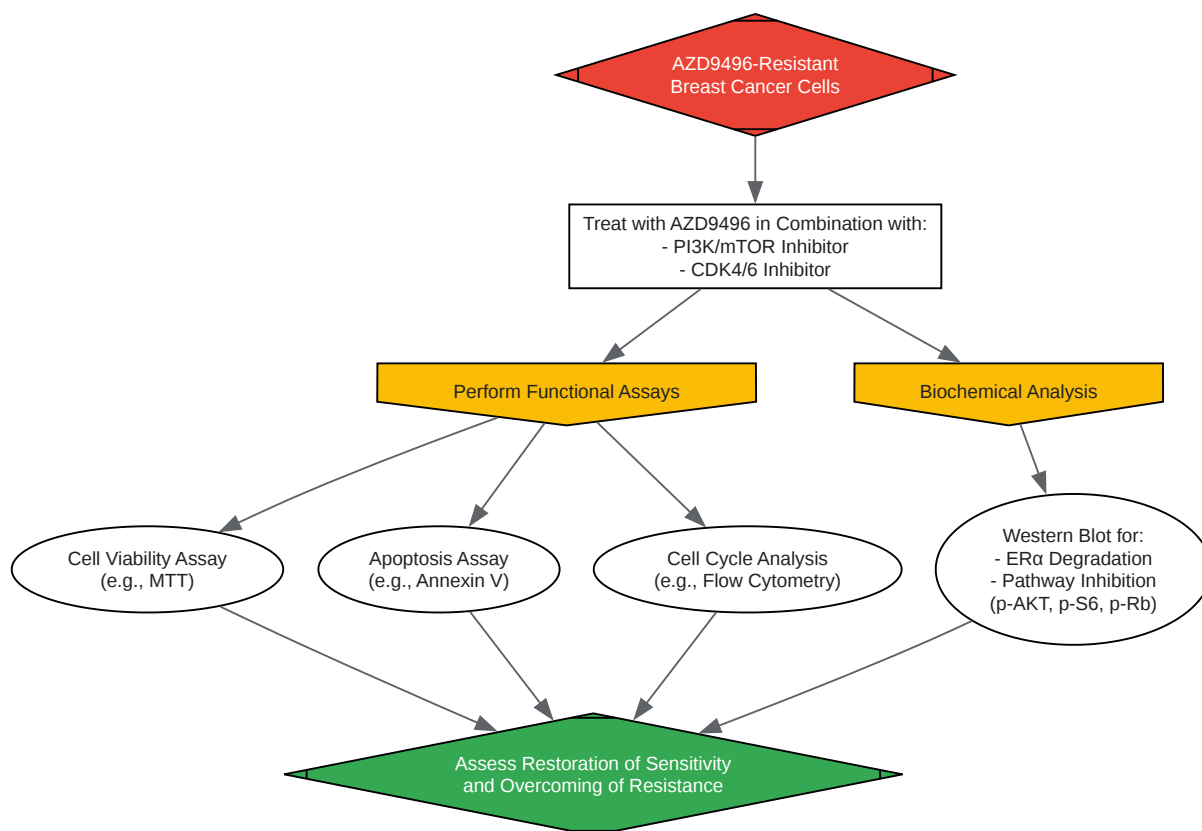 AZD9496-Resistant
Breast Cancer Cells
Treat with AZD9496 in Combination with:
- PI3K/mTOR Inhibitor
- CDK4/6 Inhibitor
Perform Functional Assays
Biochemical Analysis
Cell Viability Assay
(e.g., MTT)
Apoptosis Assay
(e.g., Annexin V)
Cell Cycle Analysis
(e.g., Flow Cytometry)
Western Blot for:
- ERα Degradation
- Pathway Inhibition
(p-AKT, p-S6, p-Rb)
Assess Restoration of Sensitivity
and Overcoming of Resistance